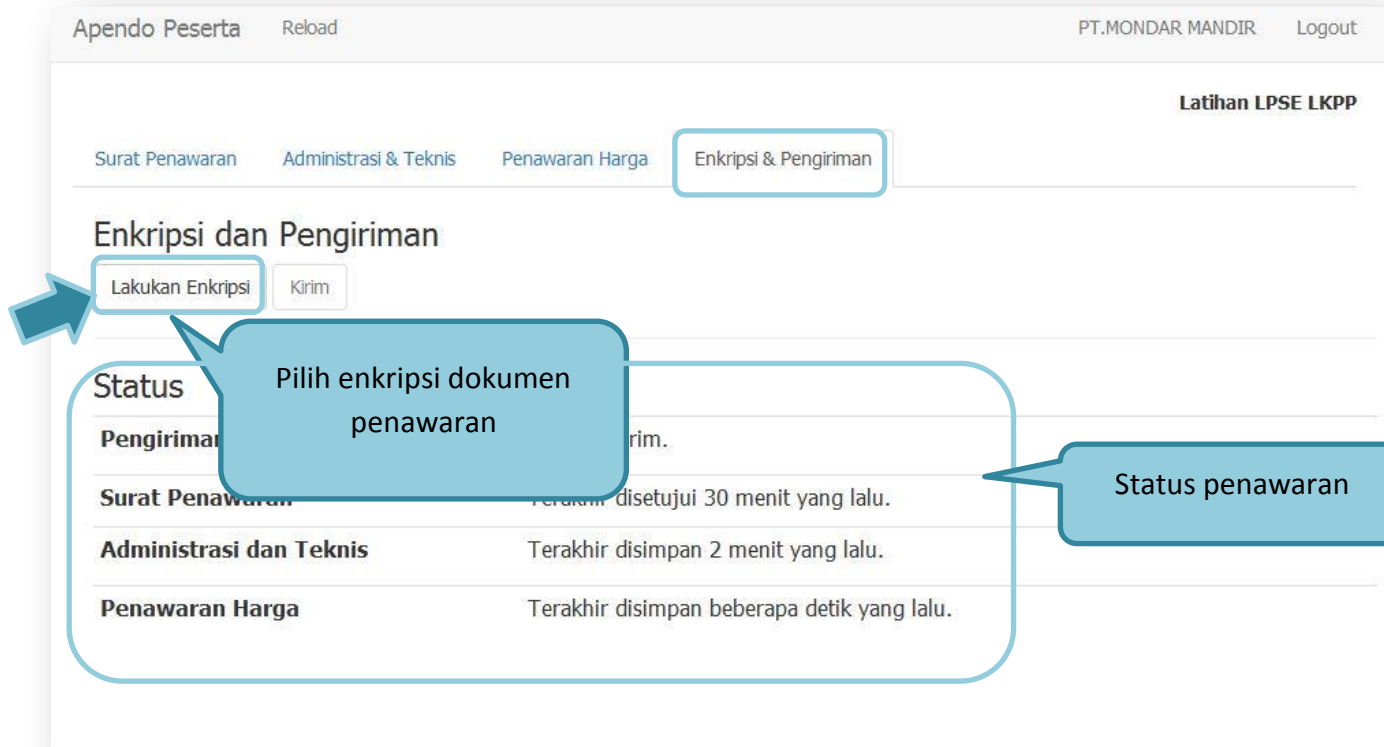 Apendo Peserta Reload PT.MONDAR MANDIR Logout
Latihan LPSE LKPP
Surat Penawaran Administrasi & Teknis Penawaran Harga Enkripsi & Pengiriman
Enkripsi dan Pengiriman
Lakukan Enkripsi Kirim
Pilih enkripsi dokumen
penawaran
Status
Pengiriman
Surat Penawaran Terakhir disetujui 30 menit yang lalu.
Status penawaran
Administrasi dan Teknis Terakhir disimpan 2 menit yang lalu.
Penawaran Harga Terakhir disimpan beberapa detik yang lalu.